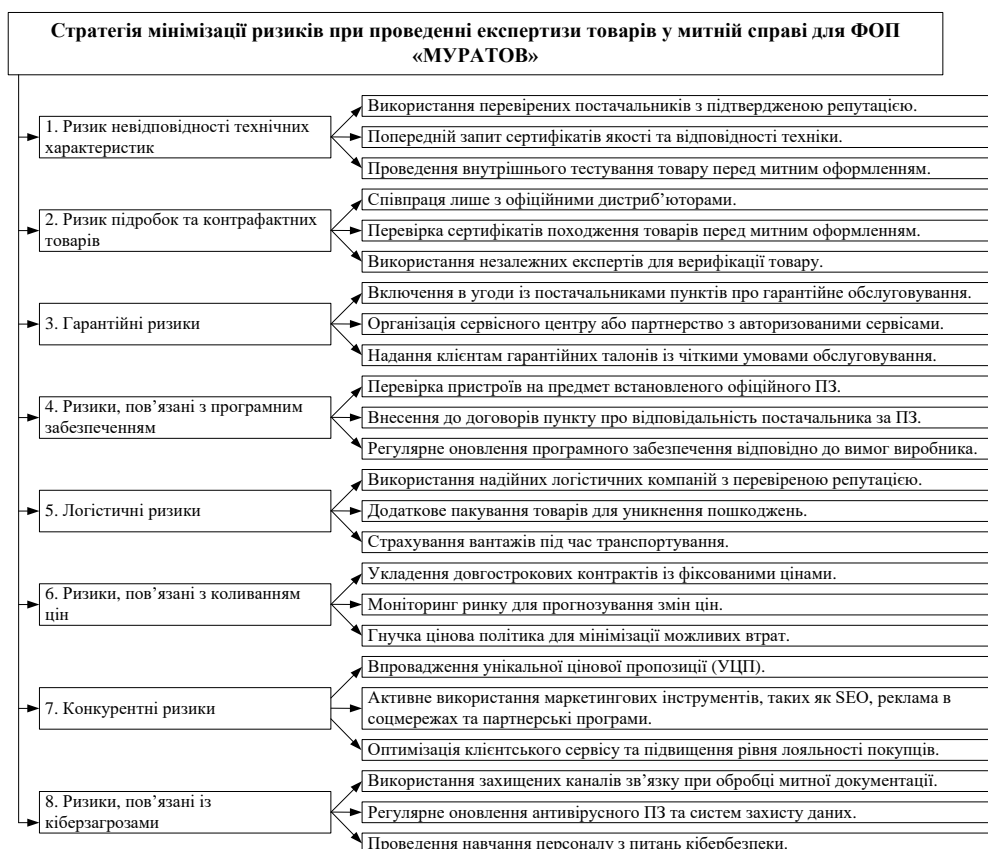 Стратегія мінімізації ризиків при проведенні експертизи товарів у митній справі для ФОП
«МУРАТОВ»
1. Ризик невідповідності технічних
характеристик
Використання перевірених постачальників з підтвердженою репутацією.
Попередній запит сертифікатів якості та відповідності техніки.
Проведення внутрішнього тестування товару перед митним оформленням.
2. Ризик підробок та контрафактних
товарів
Співпраця лише з офіційними дистриб’юторами.
Перевірка сертифікатів походження товарів перед митним оформленням.
Використання незалежних експертів для верифікації товару.
3. Гарантійні ризики
Включення в угоди із постачальниками пунктів про гарантійне обслуговування.
Організація сервісного центру або партнерство з авторизованими сервісами.
Надання клієнтам гарантійних талонів із чіткими умовами обслуговування.
4. Ризики, пов’язані з програмним
забезпеченням
Перевірка пристроїв на предмет встановленого офіційного ПЗ.
Внесення до договорів пункту про відповідальність постачальника за ПЗ.
Регулярне оновлення програмного забезпечення відповідно до вимог виробника.
5. Логістичні ризики
Використання надійних логістичних компаній з перевіреною репутацією.
Додаткове пакування товарів для уникнення пошкоджень.
Страхування вантажів під час транспортування.
6. Ризики, пов’язані з коливанням
цін
Укладення довгострокових контрактів із фіксованими цінами.
Моніторинг ринку для прогнозування змін цін.
Гнучка цінова політика для мінімізації можливих втрат.
7. Конкурентні ризики
Впровадження унікальної цінової пропозиції (УЦП).
Активне використання маркетингових інструментів, таких як SEO, реклама в
соцмережах та партнерські програми.
Оптимізація клієнтського сервісу та підвищення рівня лояльності покупців.
8. Ризики, пов’язані із
кіберзагрозами
Використання захищених каналів зв’язку при обробці митної документації.
Регулярне оновлення антивірусного ПЗ та систем захисту даних.
Проведення навчання персоналу з питань кібербезпеки.